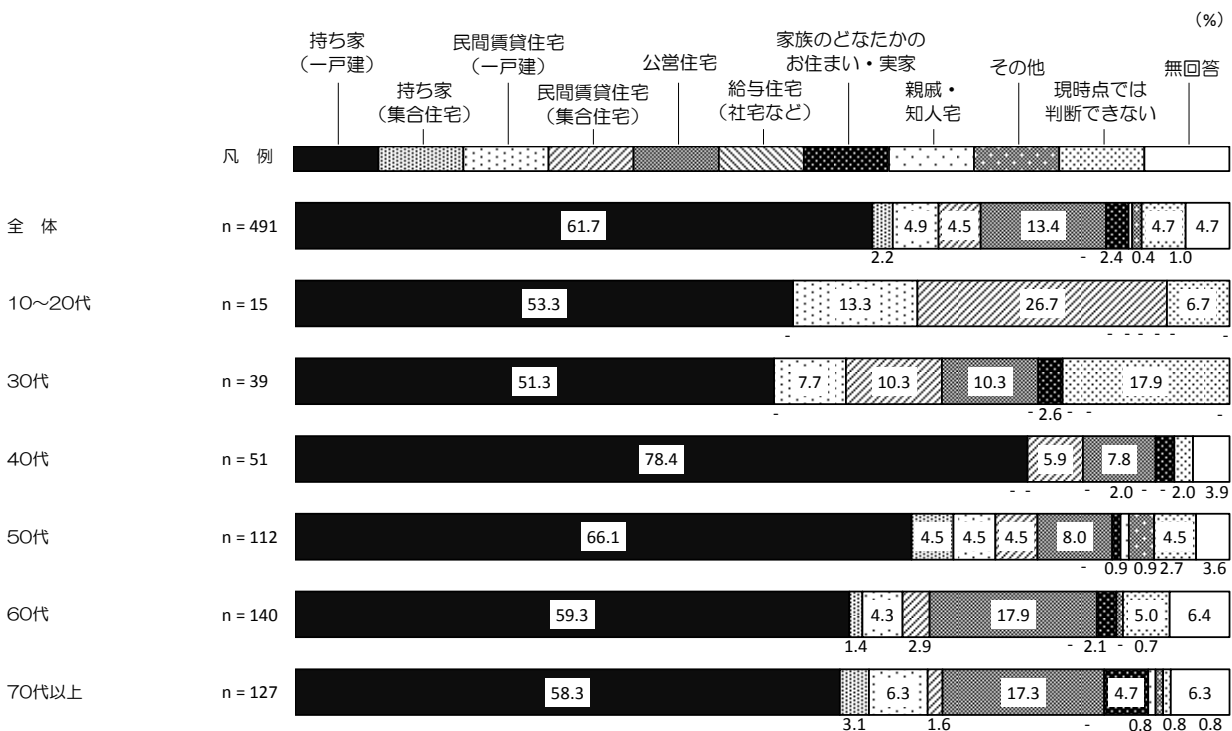 (%)
持ち家
（一戸建）
持ち家
（集合住宅）
民間賃貸住宅
（一戸建）
民間賃貸住宅
（集合住宅）
公営住宅
給与住宅
（社宅など）
家族のどなたかの
お住まい・実家
親戚・
知人宅
その他
現時点では
判断できない
無回答
凡 例
全 体 n = 491 61.7 4.9 4.5 13.4 4.7 4.7
2.2 - 2.4 0.4 1.0
10～20代 n = 15 53.3 13.3 26.7 6.7
- - - - - -
30代 n = 39 51.3 7.7 10.3 10.3 17.9
- - 2.6 - - -
40代 n = 51 78.4 5.9 7.8
- - - 2.0 - - 2.0 3.9
50代 n = 112 66.1 4.5 4.5 4.5 8.0 4.5
- 0.9 0.9 2.7 3.6
60代 n = 140 59.3 4.3 17.9 5.0 6.4
1.4 2.9 - 2.1 - 0.7
70代以上 n = 127 58.3 6.3 17.3 4.7 6.3
3.1 1.6 - 0.8 0.8 0.8